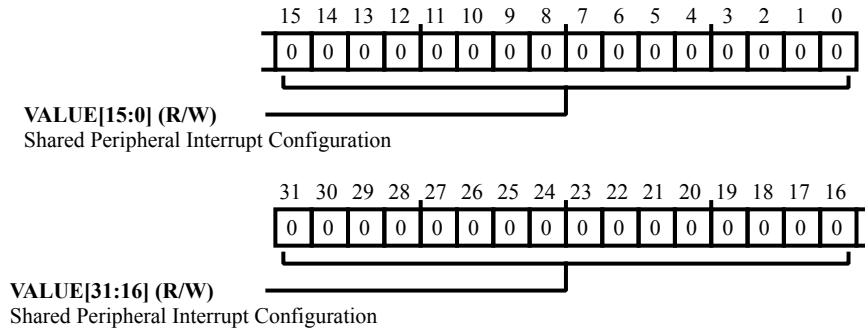 15 14 13 12 11 10 9 8 7 6 5 4 3 2 1 0
0 0 0 0 0 0 0 0 0 0 0 0 0 0 0 0
VALUE[15:0] (R/W)
Shared Peripheral Interrupt Configuration
31 30 29 28 27 26 25 24 23 22 21 20 19 18 17 16
0 0 0 0 0 0 0 0 0 0 0 0 0 0 0 0
VALUE[31:16] (R/W)
Shared Peripheral Interrupt Configuration